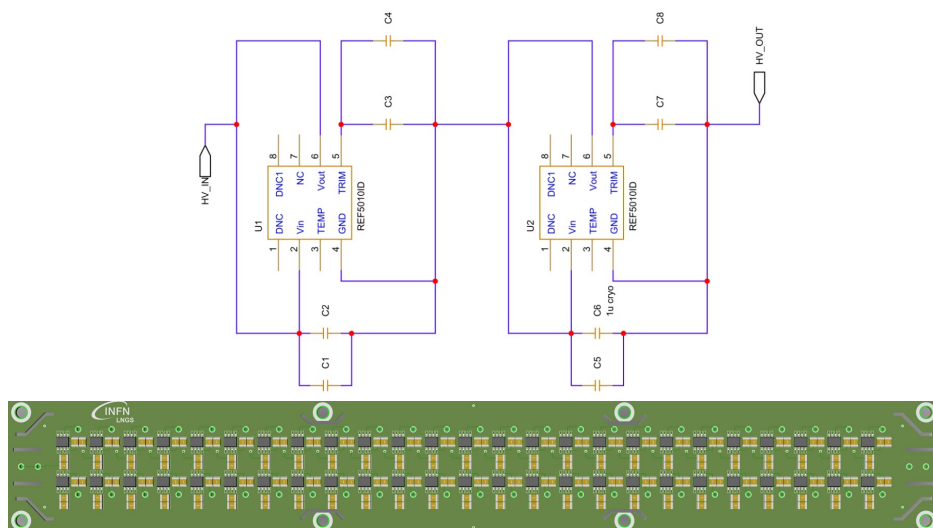 C4
C8
HV_OUT
C3
C7
HV_IN
8
7
6
5
DNC1
NC
Vout
TRIM
U1
REF5010ID
DNC
Vin
TEMP
GND
1
2
3
4
8
7
6
5
DNC1
NC
Vout
TRIM
U2
REF5010ID
DNC
Vin
TEMP
GND
1
2
3
4
C2
C6
1u cryo
C1
C5
INFN
LNGS